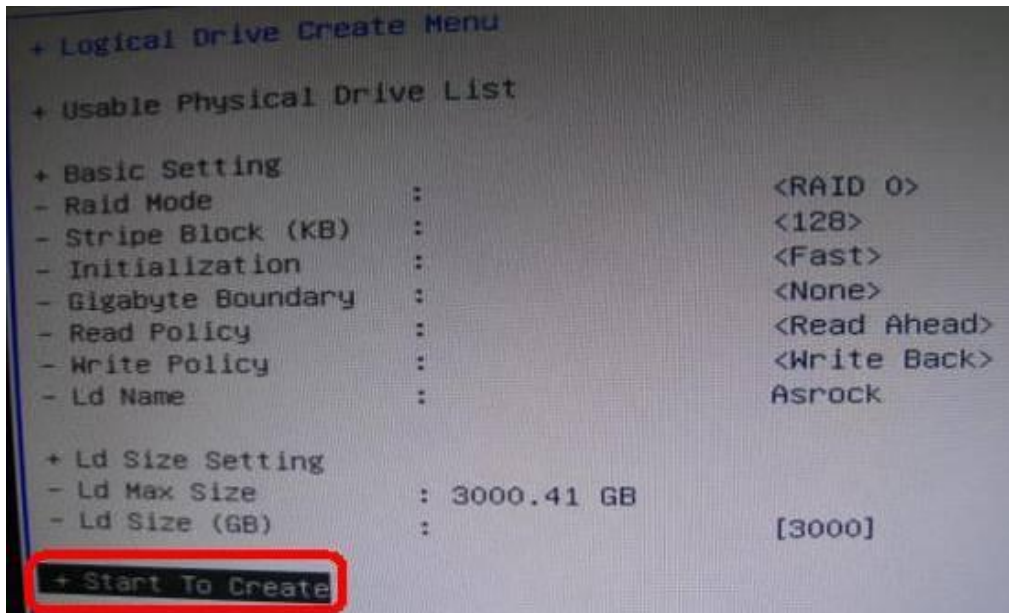 + Logical Drive Create Menu
+ Usable Physical Drive List
+ Basic Setting
- Raid Mode : <RAID 0>
- Stripe Block (KB) : <128>
- Initialization : <Fast>
- Gigabyte Boundary : <None>
- Read Policy : <Read Ahead>
- Write Policy : <Write Back>
- Ld Name : Asrock
+ Ld Size Setting
- Ld Max Size : 3000.41 GB
- Ld Size (GB) : [3000]
+ Start To Create